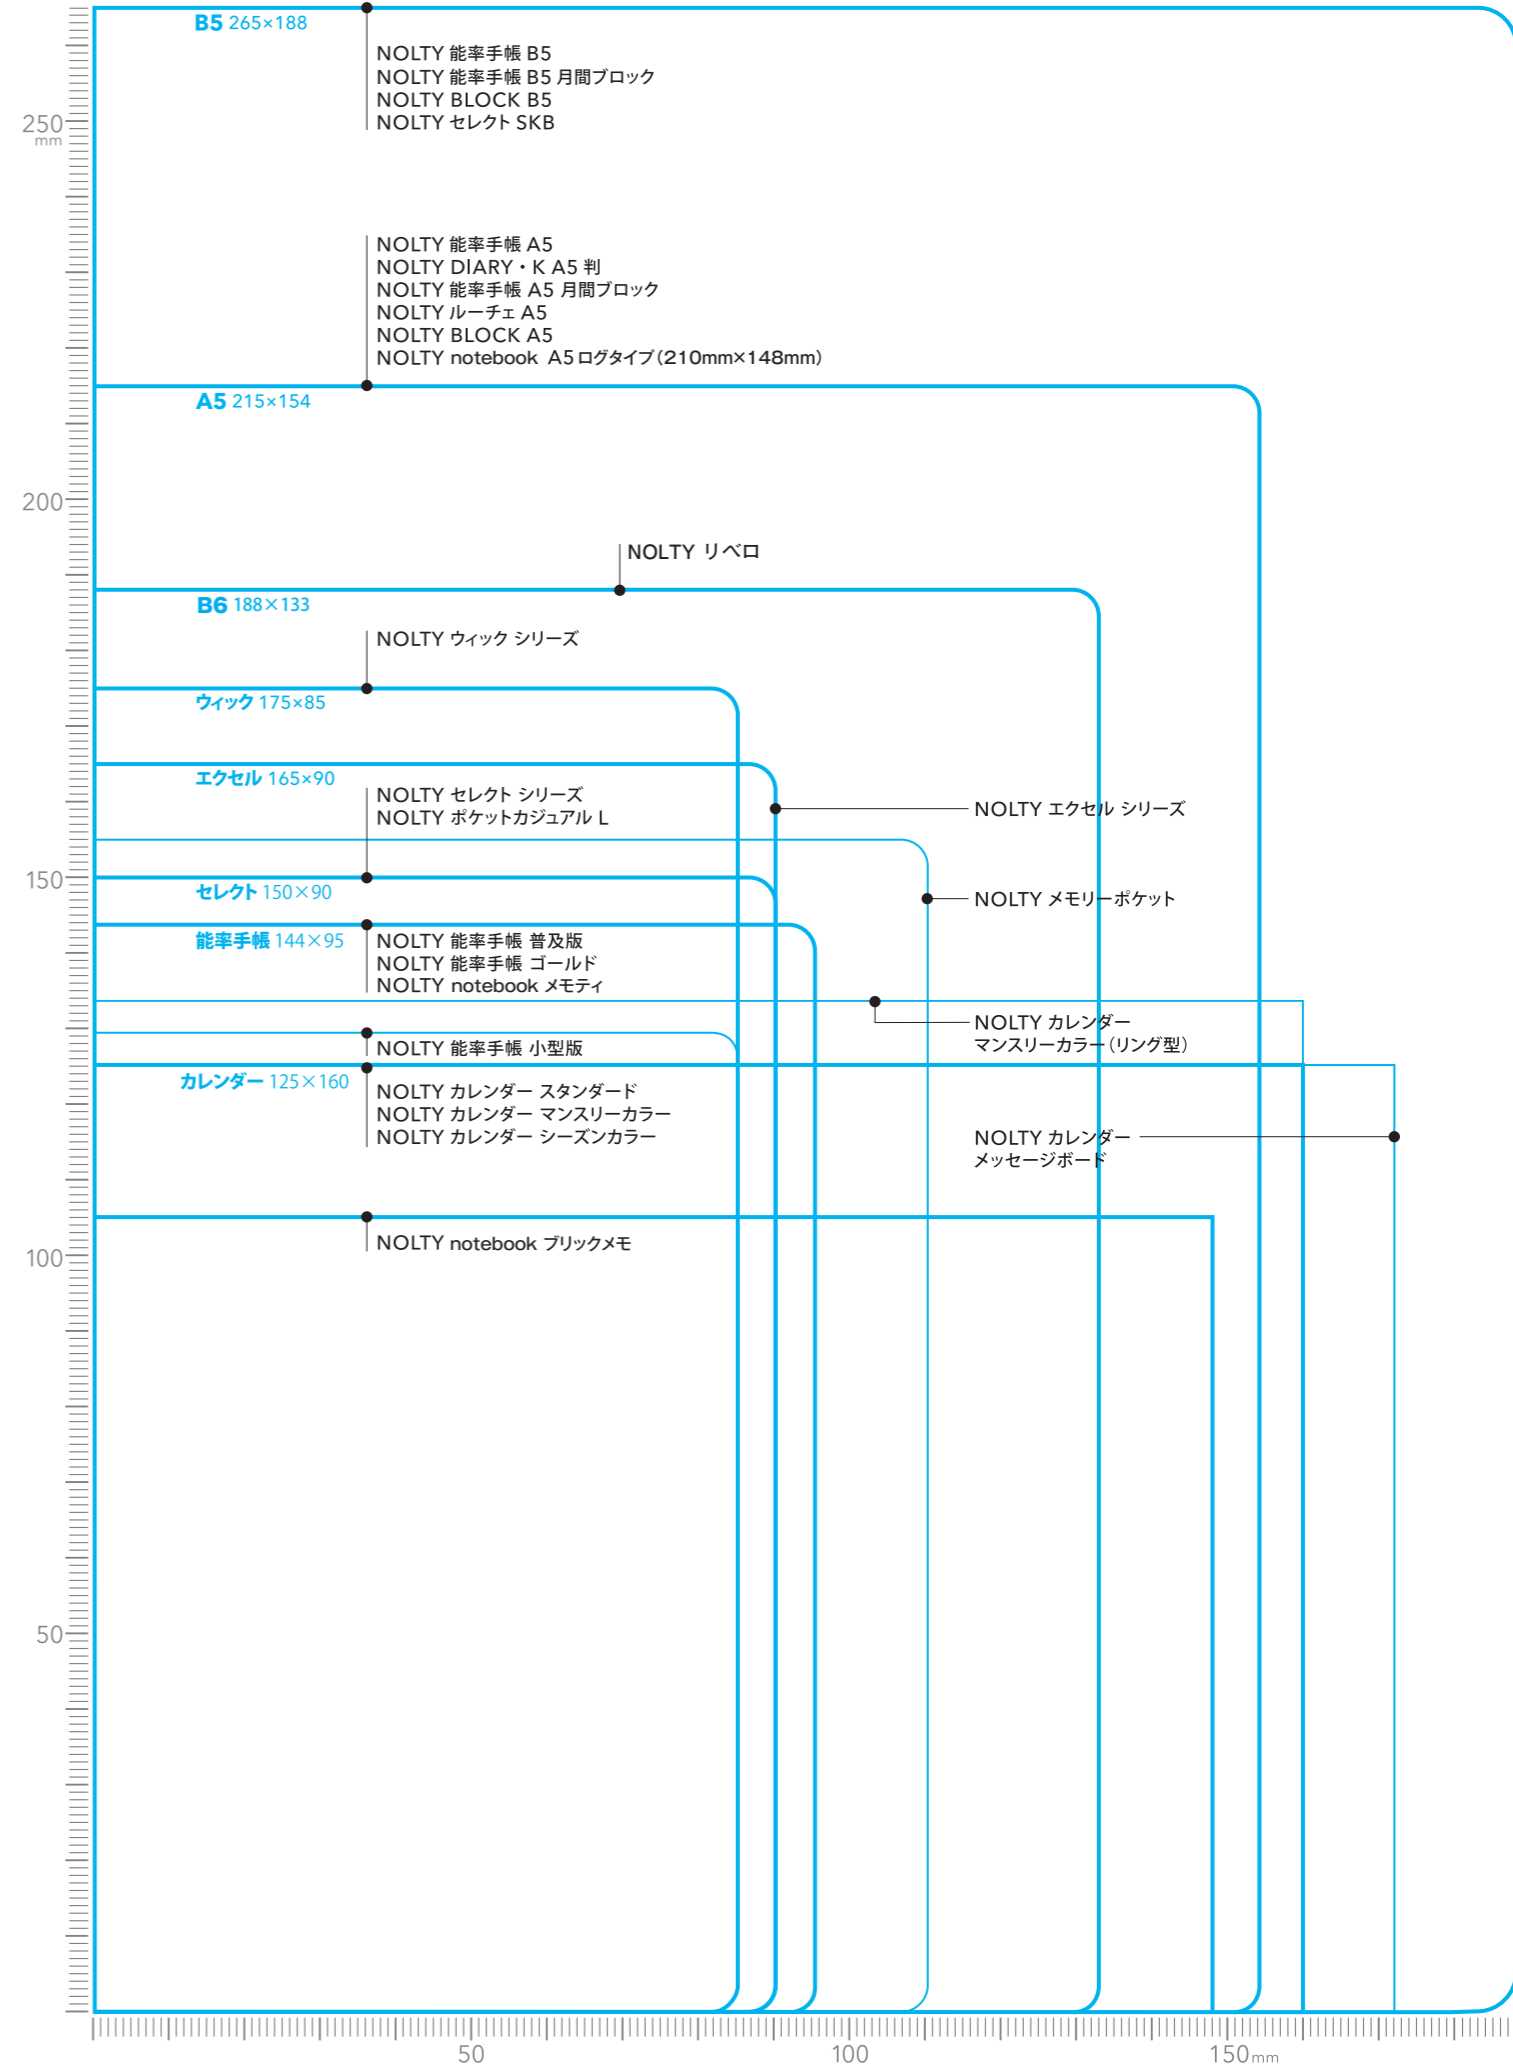 B5 265×188
NOLTY 能率手帳 B5
NOLTY 能率手帳 B5 月間ブロック
NOLTY BLOCK B5
NOLTY セレクト SKB
250
mm
NOLTY 能率手帳 A5
NOLTY DIARY・K A5 判
NOLTY 能率手帳 A5 月間ブロック
NOLTY ルーチェ A5
NOLTY BLOCK A5
NOLTY notebook A5ログタイプ(210mm×148mm)
A5 215×154
200
NOLTY リベロ
B6 188×133
NOLTY ウィック シリーズ
ウィック 175×85
エクセル 165×90
NOLTY セレクト シリーズ
NOLTY ポケットカジュアル L
NOLTY エクセル シリーズ
150
セレクト 150×90
NOLTY メモリーポケット
能率手帳 144×95
NOLTY 能率手帳 普及版
NOLTY 能率手帳 ゴールド
NOLTY notebook メモティ
NOLTY カレンダー
マンスリーカラー(リング型)
NOLTY 能率手帳 小型版
カレンダー 125×160
NOLTY カレンダー スタンダード
NOLTY カレンダー マンスリーカラー
NOLTY カレンダー シーズンカラー
NOLTY カレンダー
メッセージボード
NOLTY notebook ブリックメモ
100
50
50
100
150mm